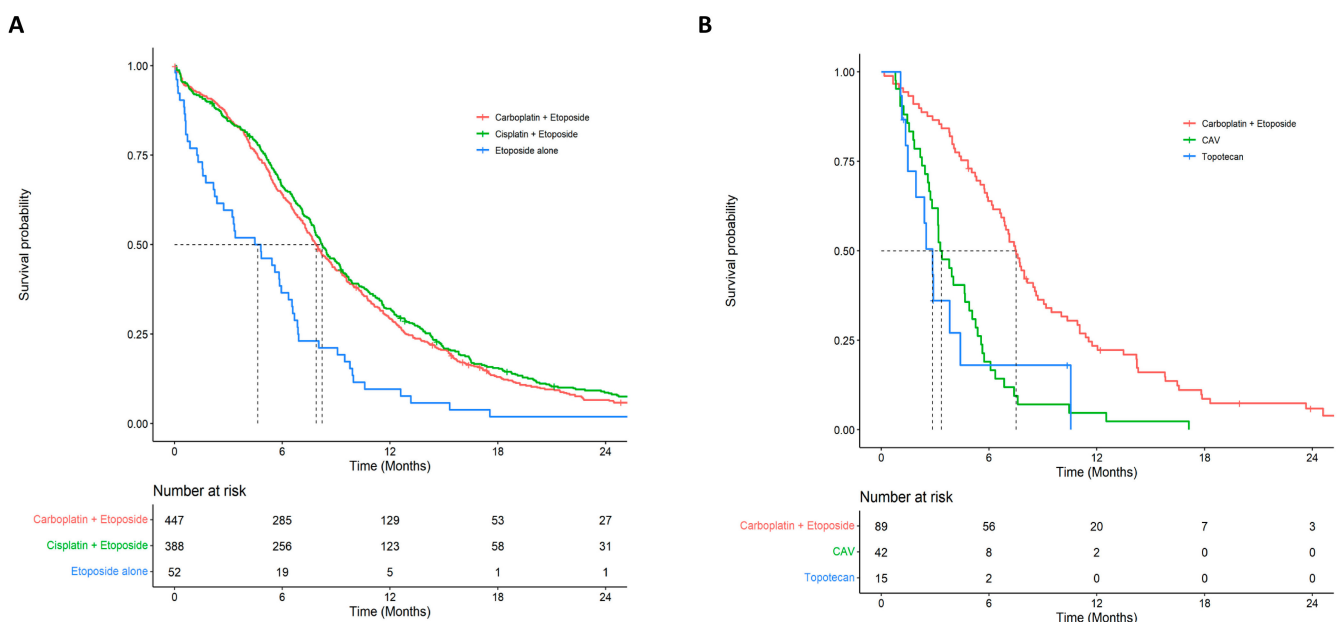 A
Survival probability
1.00
0.75
0.50
0.25
0.00
Carboplatin + Etoposide
Cisplatin + Etoposide
Etoposide alone
0 6 12 18 24
Time (Months)
Number at risk
Carboplatin + Etoposide 447 285 129 53 27
Cisplatin + Etoposide 388 256 123 58 31
Etoposide alone 52 19 5 1 1
0 6 12 18 24
Time (Months)
B
Survival probability
1.00
0.75
0.50
0.25
0.00
Carboplatin + Etoposide
CAV
Topotecan
0 6 12 18 24
Time (Months)
Number at risk
Carboplatin + Etoposide 89 56 20 7 3
CAV 42 8 2 0 0
Topotecan 15 2 0 0 0
0 6 12 18 24
Time (Months)